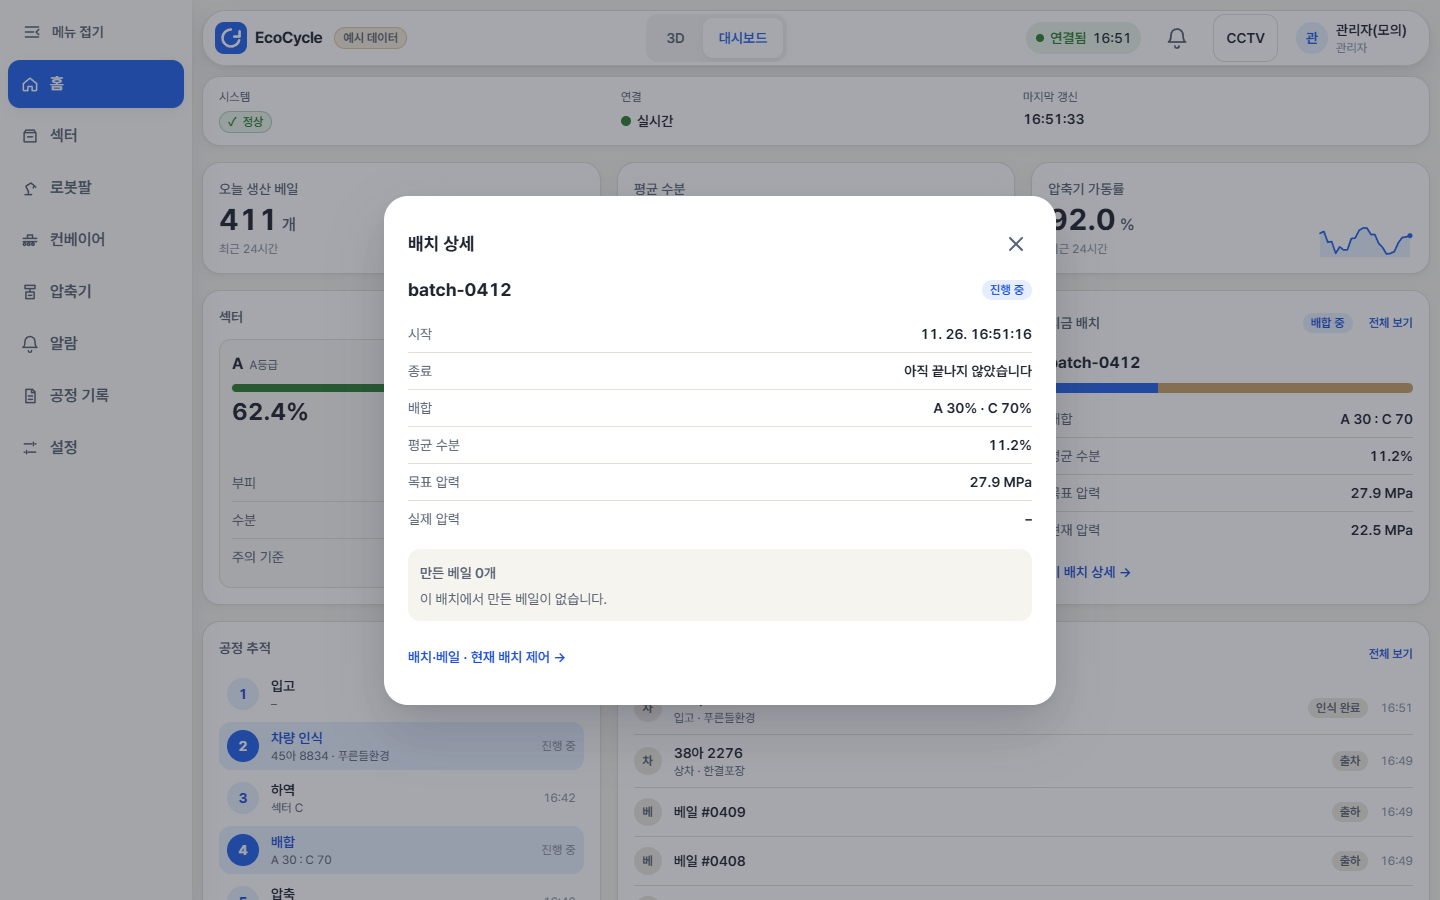 메뉴 접기
홈
섹터
로봇팔
컨베이어
압축기
알람
공정 기록
설정
EcoCycle
예시 데이터
3D
대시보드
연결됨 16:51
CCTV
관
관리자(모의)
관리자
시스템
✓ 정상
연결
실시간
마지막 갱신
16:51:33
오늘 생산 베일
411 개
최근 24시간
평균 수분
압축기 가동률
92.0 %
24시간
섹터
A A등급
62.4%
부피
수분
주의 기준
배치 상세
batch-0412
진행 중
시작
11. 26. 16:51:16
종료
아직 끝나지 않았습니다
배합
A 30% · C 70%
평균 수분
11.2%
목표 압력
27.9 MPa
실제 압력
–
만든 베일 0개
이 배치에서 만든 베일이 없습니다.
배치·베일 · 현재 배치 제어 →
배치
배합 중
전체 보기
batch-0412
A 30 : C 70
수분
11.2%
압력
27.9 MPa
압력
22.5 MPa
배치 상세 →
공정 추적
1
입고
–
2
차량 인식
45아 8834 · 푸른들환경
진행 중
3
하역
섹터 C
16:42
4
배합
A 30 : C 70
진행 중
압축
전체 보기
차
입고 · 푸른들환경
인식 완료
16:51
차
38아 2276
상차 · 한결포장
출차
16:49
베
베일 #0409
출하
16:49
베
베일 #0408
출하
16:49